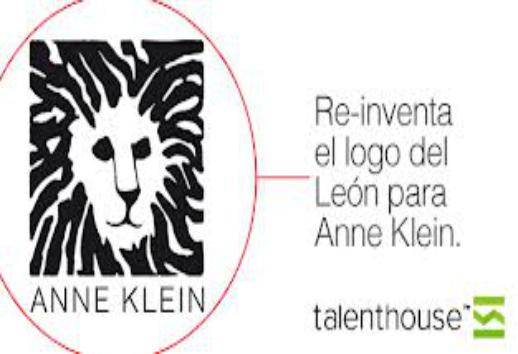 ANNE KLEIN
Re-inventa
el logo del
León para
Anne Klein.
talenthouse™